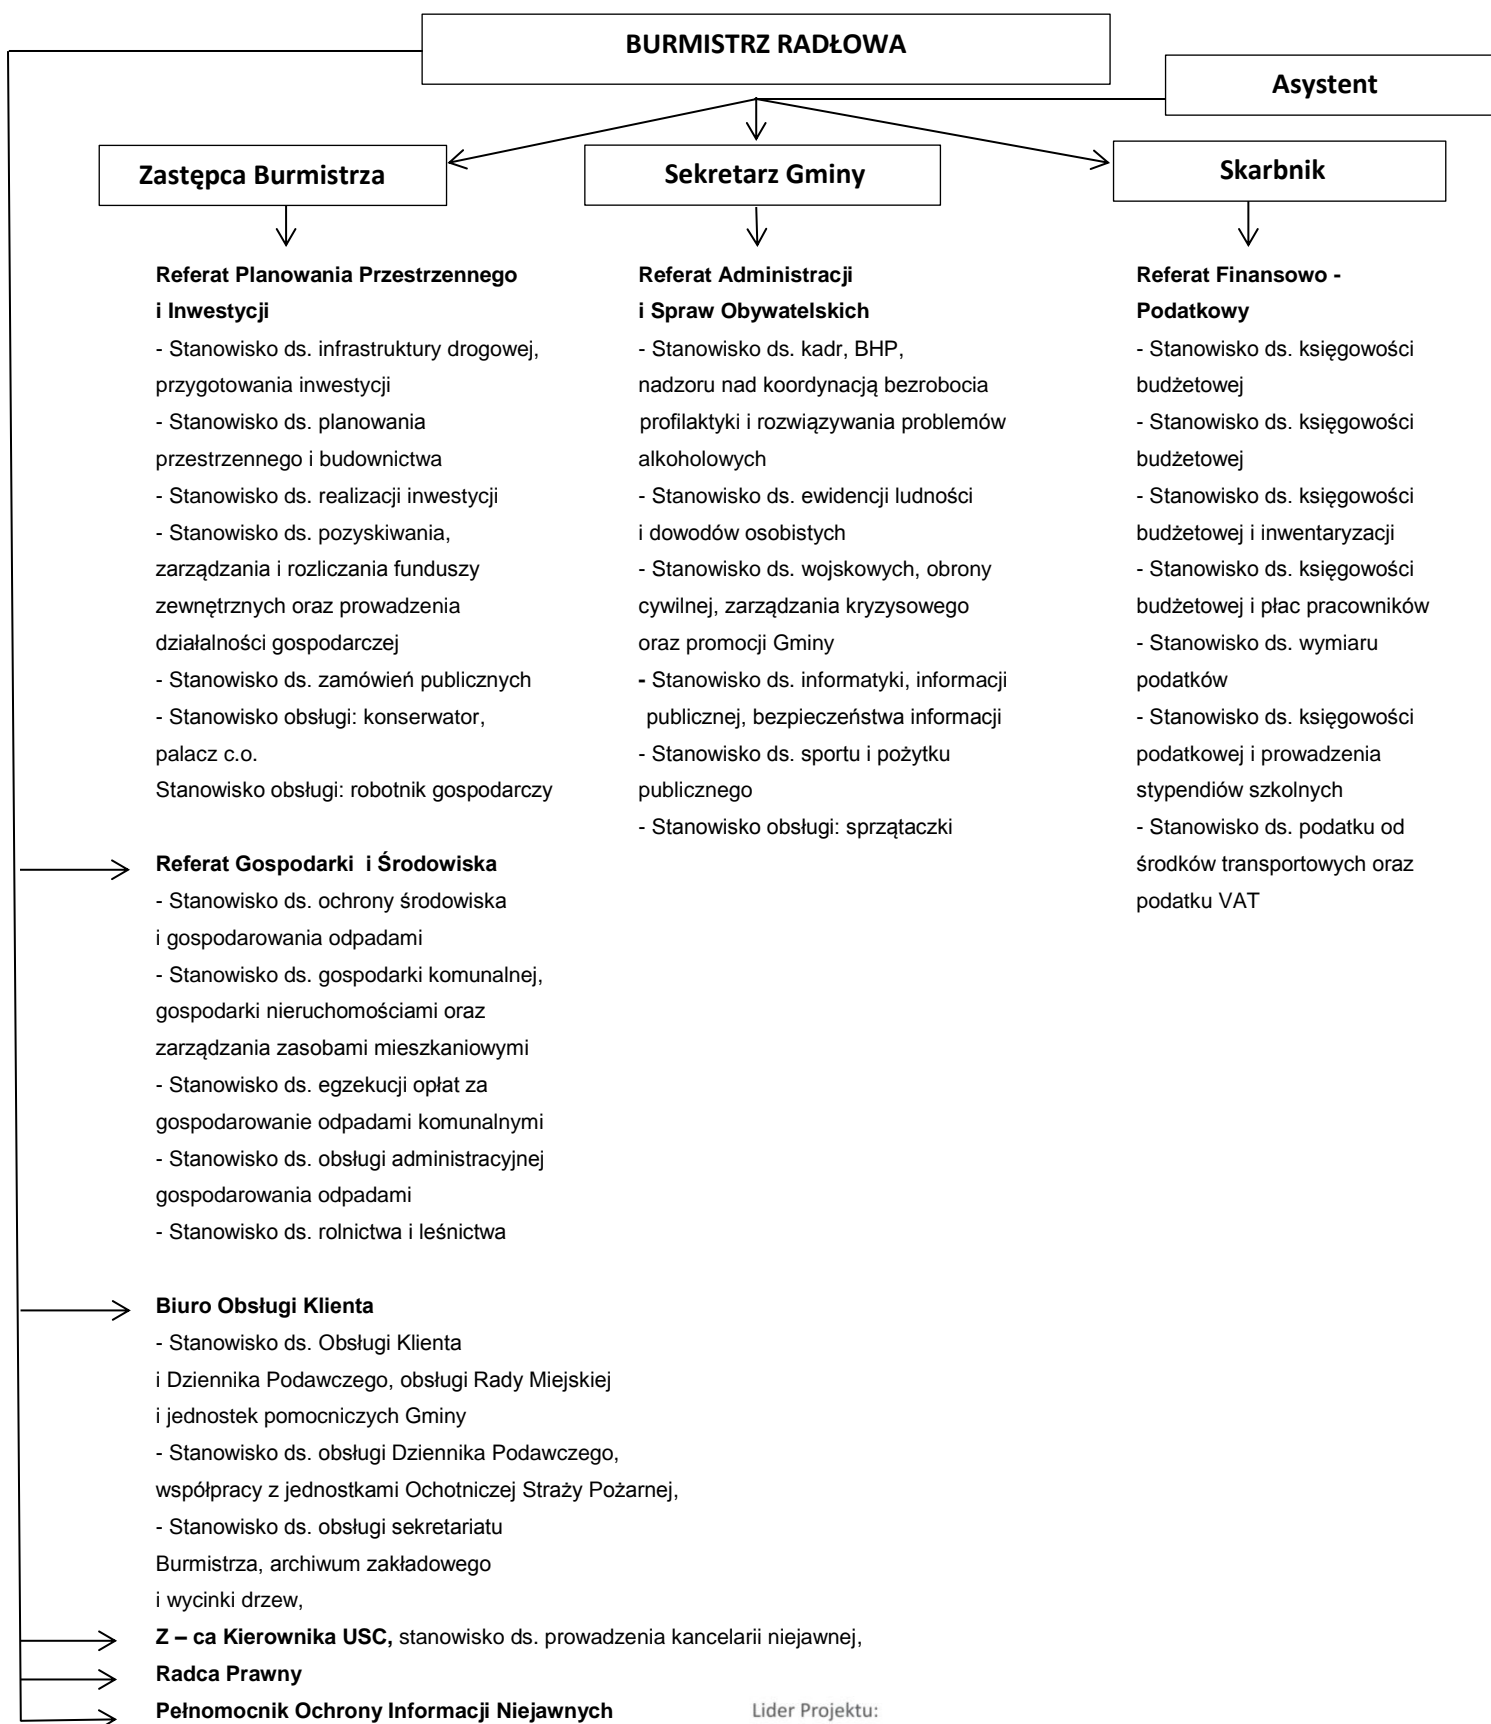 BURMISTRZ RADŁOWA
Asystent
Zastępca Burmistrza
Sekretarz Gminy
Skarbnik
Referat Planowania Przestrzennego
i Inwestycji
- Stanowisko ds. infrastruktury drogowej,
przygotowania inwestycji
- Stanowisko ds. planowania
przestrzennego i budownictwa
- Stanowisko ds. realizacji inwestycji
- Stanowisko ds. pozyskiwania,
zarządzania i rozliczania funduszy
zewnętrznych oraz prowadzenia
działalności gospodarczej
- Stanowisko ds. zamówień publicznych
- Stanowisko obsługi: konserwator,
palacz c.o.
Stanowisko obsługi: robotnik gospodarczy
Referat Administracji
i Spraw Obywatelskich
- Stanowisko ds. kadr, BHP,
nadzoru nad koordynacją bezrobocia
profilaktyki i rozwiązywania problemów
alkoholowych
- Stanowisko ds. ewidencji ludności
i dowodów osobistych
- Stanowisko ds. wojskowych, obrony
cywilnej, zarządzania kryzysowego
oraz promocji Gminy
- Stanowisko ds. informatyki, informacji
publicznej, bezpieczeństwa informacji
- Stanowisko ds. sportu i pożytku
publicznego
- Stanowisko obsługi: sprzątaczki
Referat Finansowo -
Podatkowy
- Stanowisko ds. księgowości
budżetowej
- Stanowisko ds. księgowości
budżetowej
- Stanowisko ds. księgowości
budżetowej i inwentaryzacji
- Stanowisko ds. księgowości
budżetowej i płac pracowników
- Stanowisko ds. wymiaru
podatków
- Stanowisko ds. księgowości
podatkowej i prowadzenia
stypendiów szkolnych
- Stanowisko ds. podatku od
środków transportowych oraz
podatku VAT
Referat Gospodarki i Środowiska
- Stanowisko ds. ochrony środowiska
i gospodarowania odpadami
- Stanowisko ds. gospodarki komunalnej,
gospodarki nieruchomościami oraz
zarządzania zasobami mieszkaniowymi
- Stanowisko ds. egzekucji opłat za
gospodarowanie odpadami komunalnymi
- Stanowisko ds. obsługi administracyjnej
gospodarowania odpadami
- Stanowisko ds. rolnictwa i leśnictwa
Biuro Obsługi Klienta
- Stanowisko ds. Obsługi Klienta
i Dziennika Podawczego, obsługi Rady Miejskiej
i jednostek pomocniczych Gminy
- Stanowisko ds. obsługi Dziennika Podawczego,
współpracy z jednostkami Ochotniczej Straży Pożarnej,
- Stanowisko ds. obsługi sekretariatu
Burmistrza, archiwum zakładowego
i wycinki drzew,
Z – ca Kierownika USC, stanowisko ds. prowadzenia kancelarii niejawnej,
Radca Prawny
Pełnomocnik Ochrony Informacji Niejawnych
Lider Projektu: